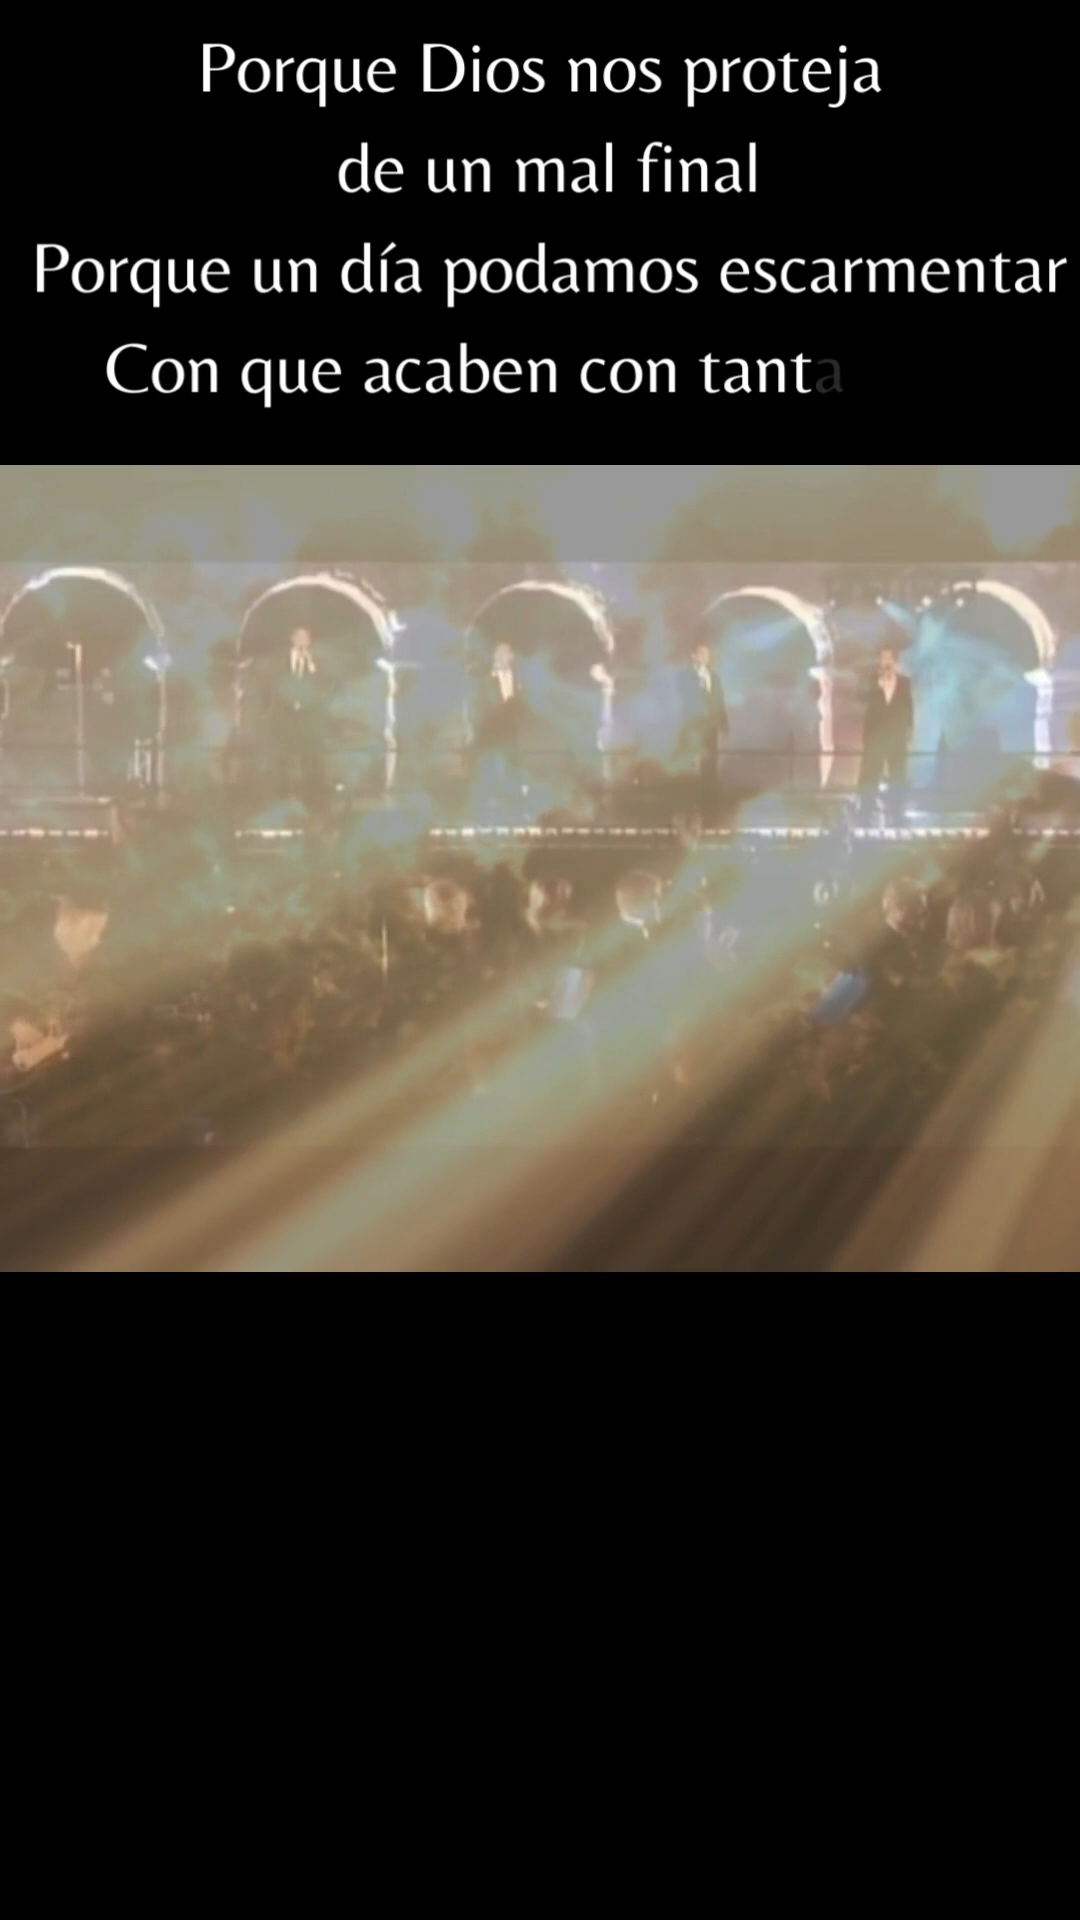 Porque Dios nos proteja
de un mal final
Porque un día podamos escarmentar
Con que acaben con tanta